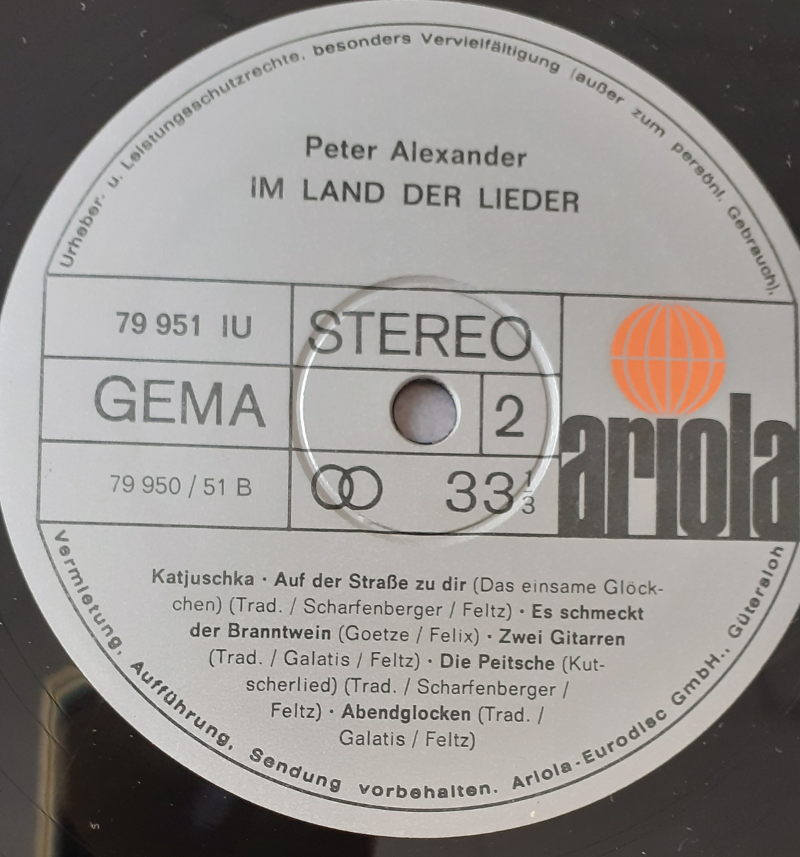 Urheber- u. Leistungsschutzrechte, besonders Vervielfältigung (außer zum persönl. Gebrauch),
Peter Alexander
IM LAND DER LIEDER
79 951 IU
STEREO
GEMA
2
79 950 / 51 B
33 1/3
ariola
Katjuschka · Auf der Straße zu dir (Das einsame Glöck-
chen) (Trad. / Scharfenberger / Feltz) · Es schmeckt
der Branntwein (Goetze / Felix) · Zwei Gitarren
(Trad. / Galatis / Feltz) · Die Peitsche (Kut-
scherlied) (Trad. / Scharfenberger /
Feltz) · Abendglocken (Trad. /
Galatis / Feltz)
Vermietung, Aufführung, Sendung vorbehalten. Ariola-Eurodisc GmbH., Gütersloh